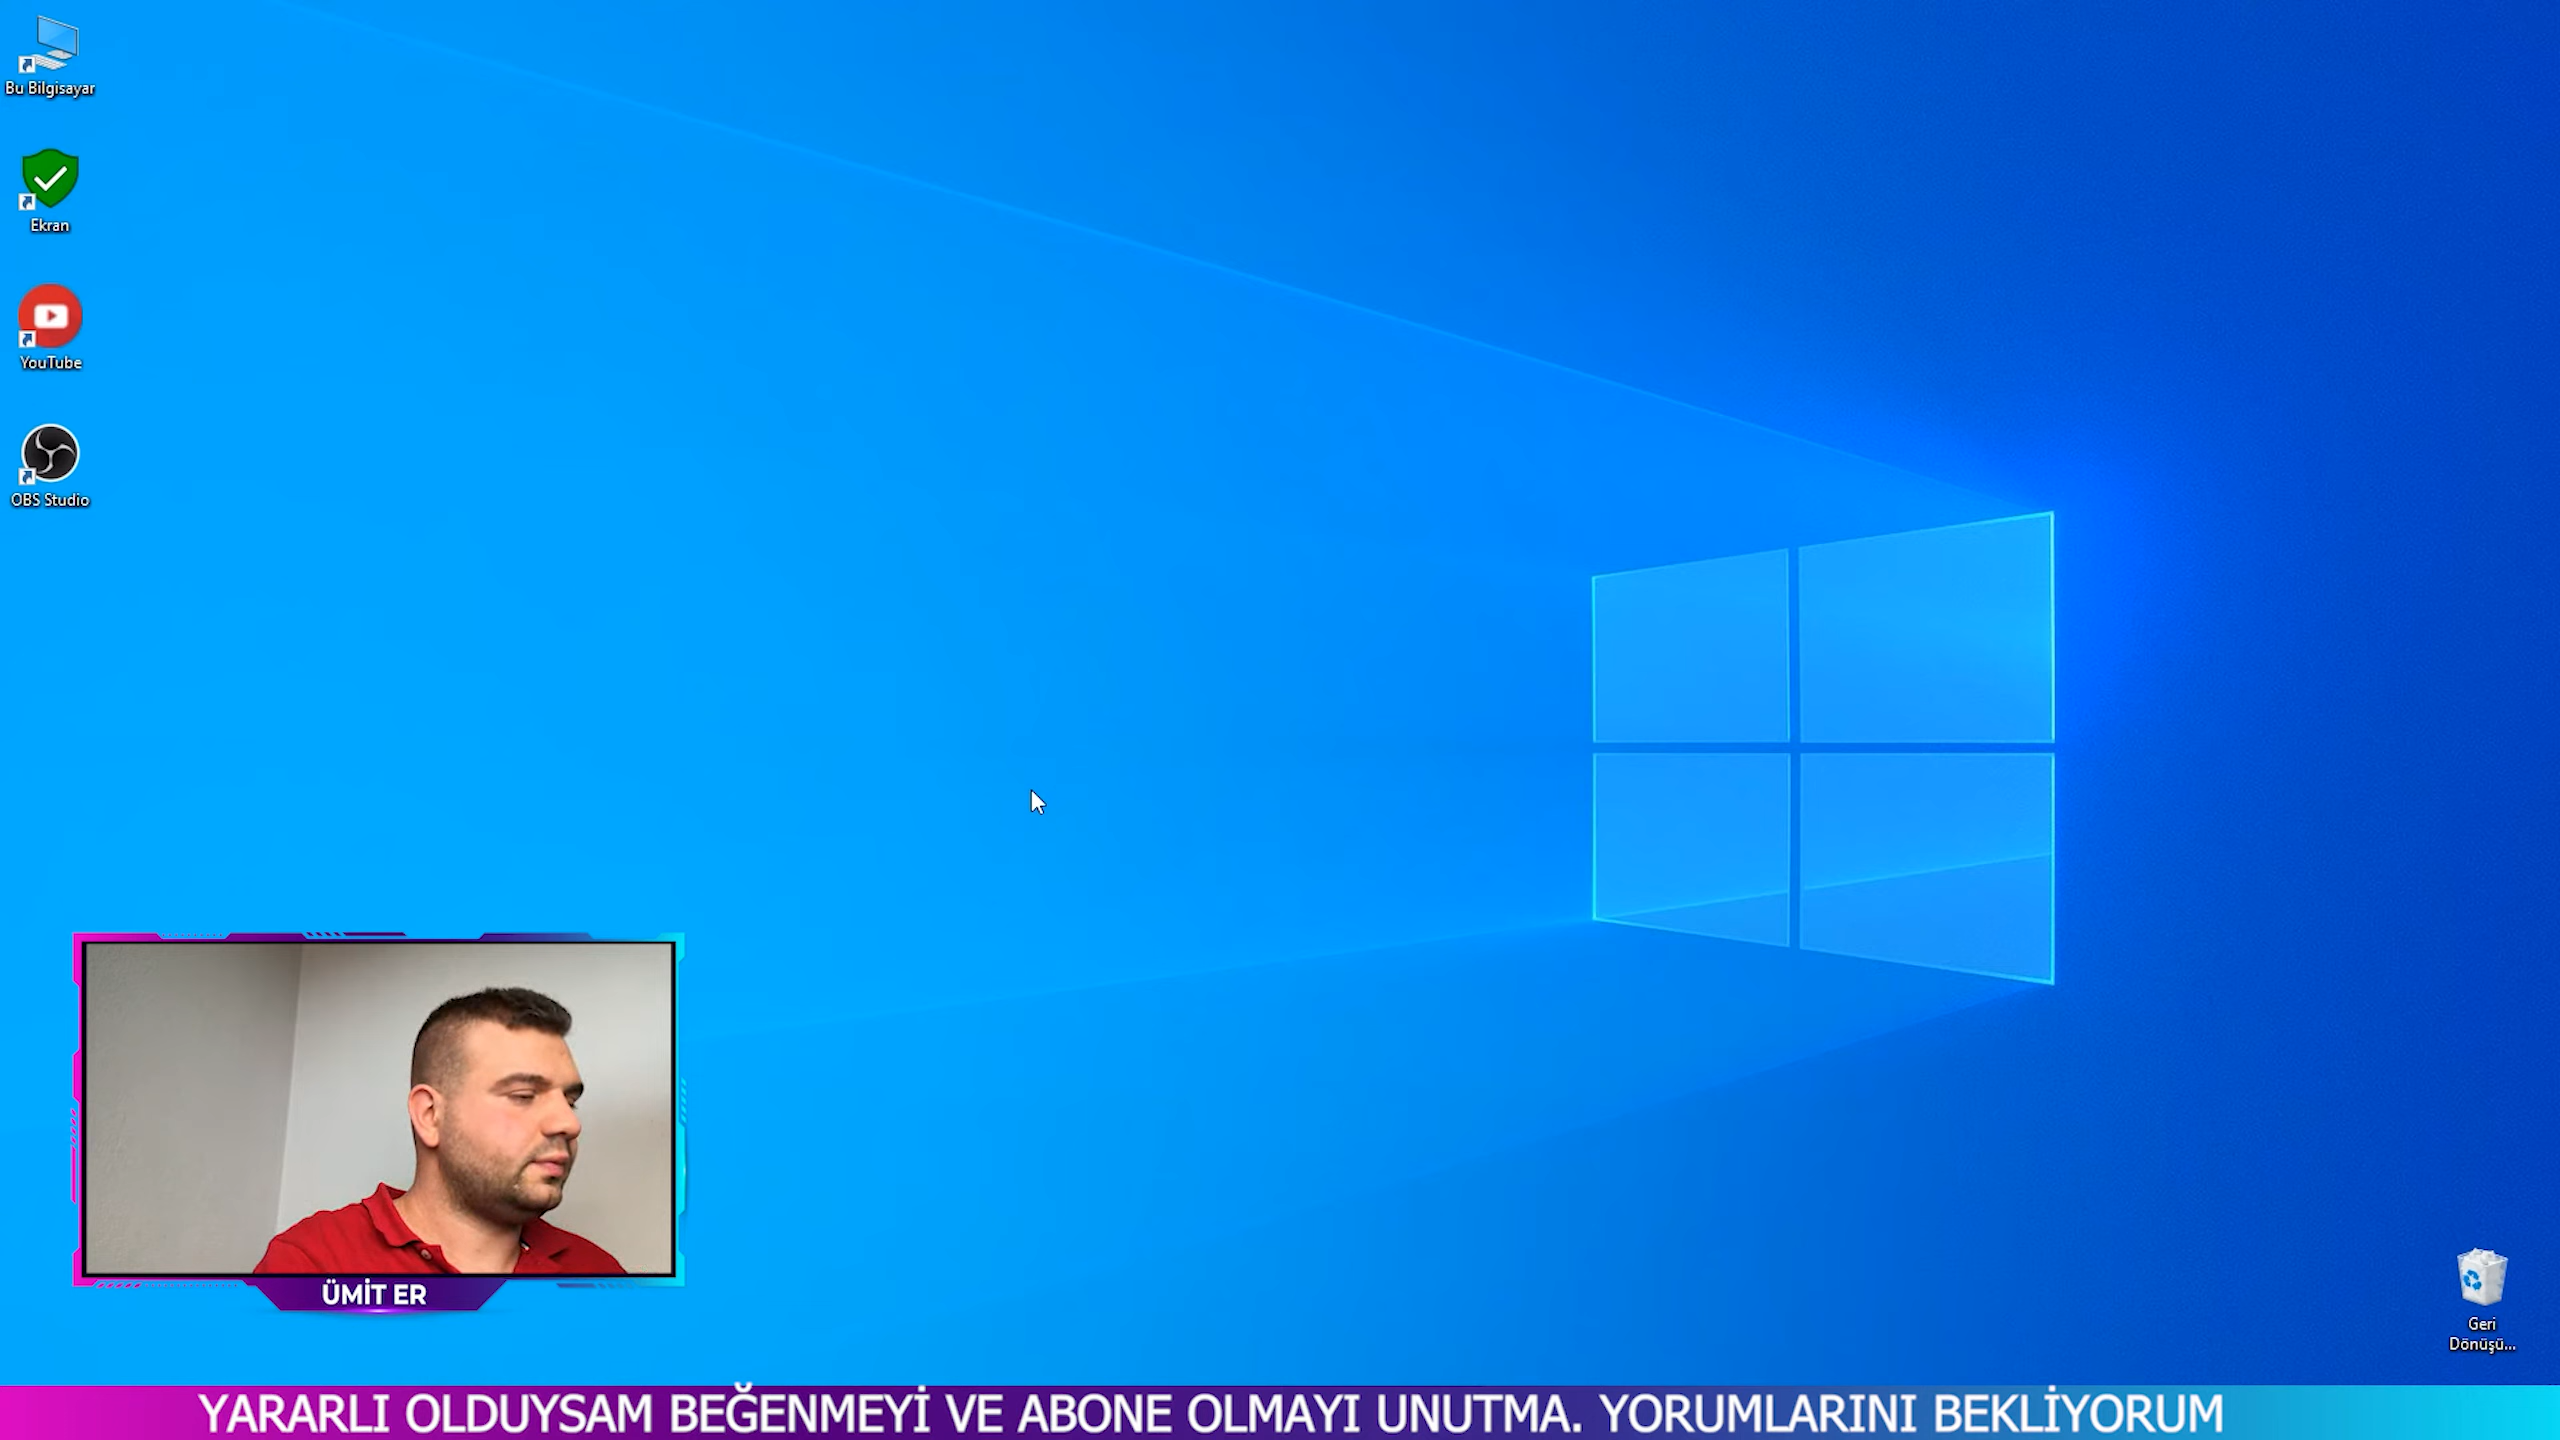 Bu Bilgisayar
Ekran
YouTube
OBS Studio
ÜMİT ER
Geri
Dönüşü...
YARARLI OLDUYSAM BEĞENMEYİ VE ABONE OLMAYI UNUTMA. YORUMLARINI BEKLİYORUM